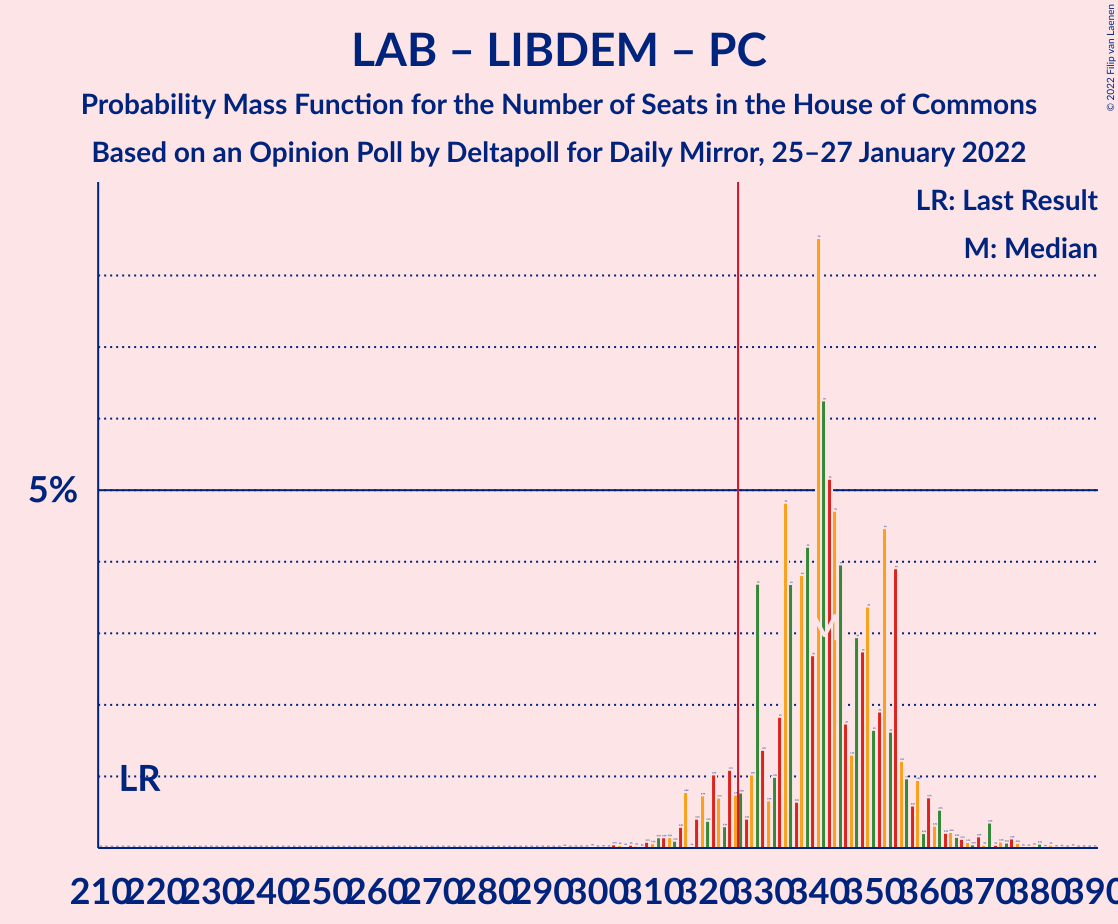 LAB – LIBDEM – PC
Probability Mass Function for the Number of Seats in the House of Commons
Based on an Opinion Poll by Deltapoll for Daily Mirror, 25–27 January 2022
© 2022 Filip van Laenen
LR: Last Result
M: Median
5%
M
LR
210 220 230 240 250 260 270 280 290 300 310 320 330 340 350 360 370 380 390